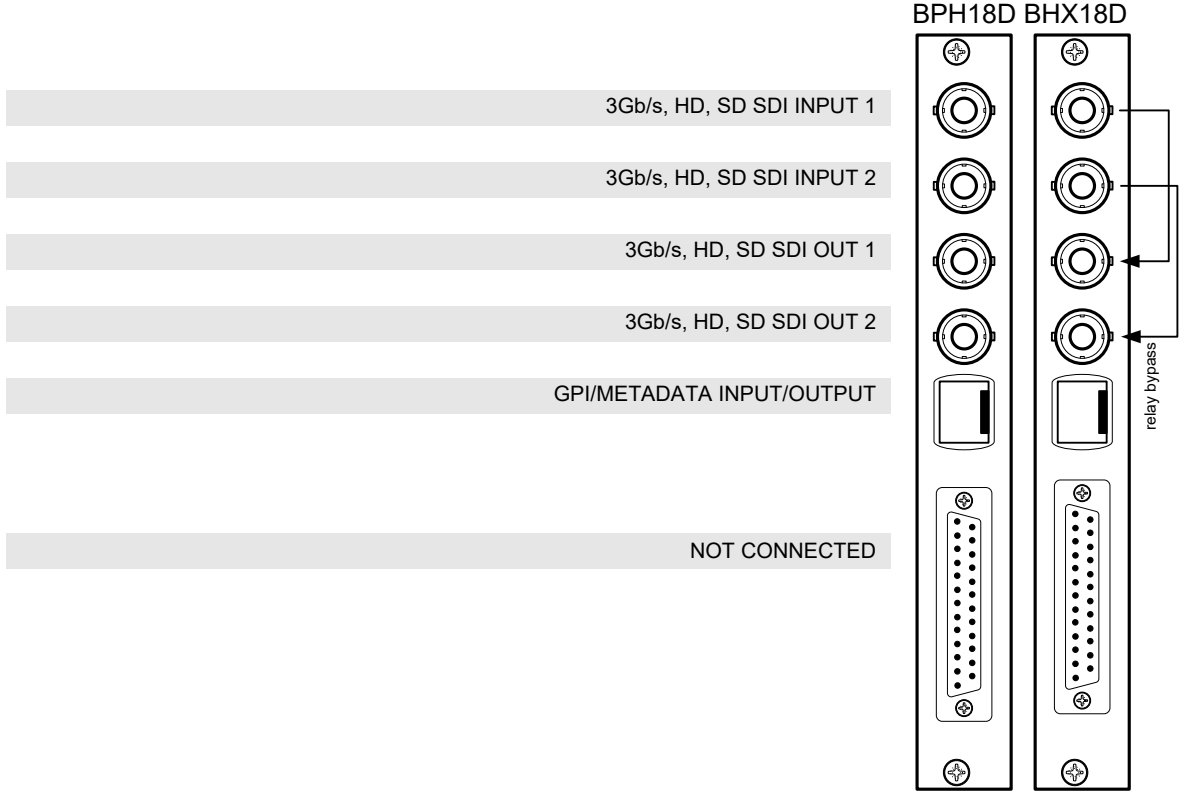 BPH18D BHX18D
3Gb/s, HD, SD SDI INPUT 1
3Gb/s, HD, SD SDI INPUT 2
3Gb/s, HD, SD SDI OUT 1
3Gb/s, HD, SD SDI OUT 2
relay bypass
GPI/METADATA INPUT/OUTPUT
NOT CONNECTED